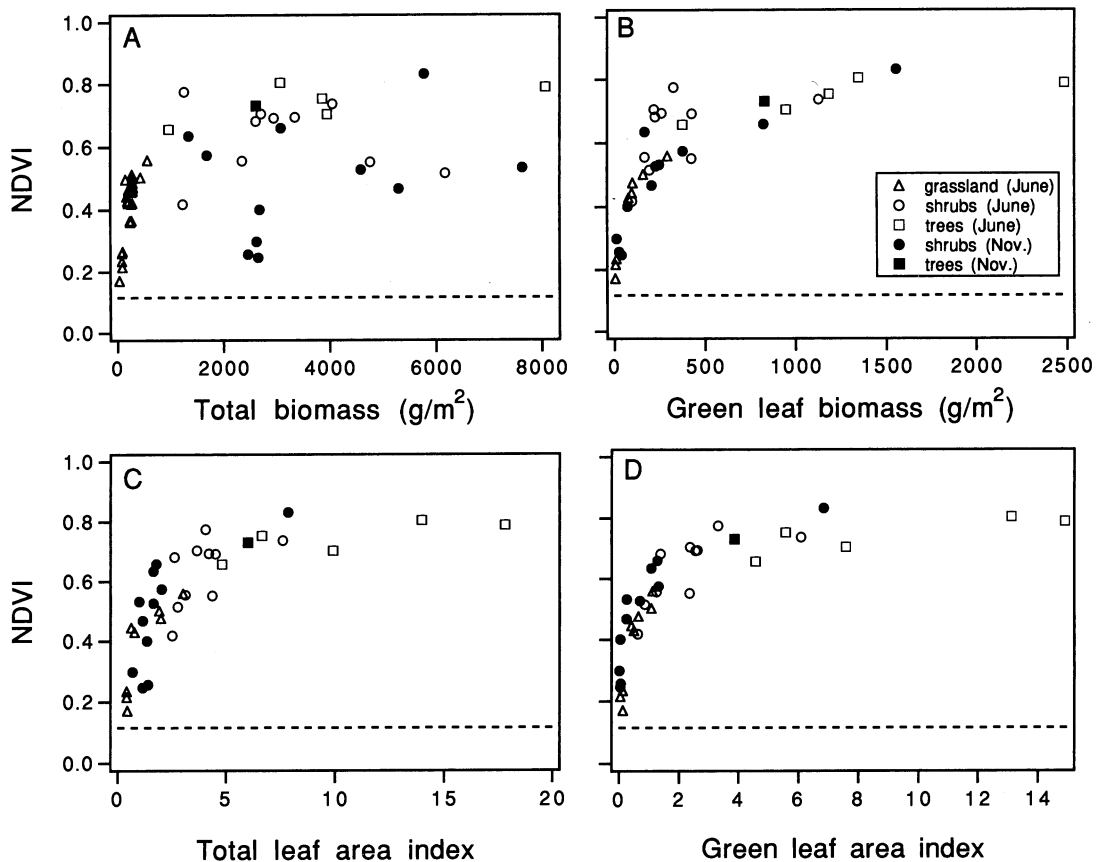 A
B
1.0
0.8
0.6
0.4
0.2
0.0
NDVI
grassland (June)
shrubs (June)
trees (June)
shrubs (Nov.)
trees (Nov.)
0 2000 4000 6000 8000
0 500 1000 1500 2000 2500
Total biomass (g/m²)
Green leaf biomass (g/m²)
C
D
1.0
0.8
0.6
0.4
0.2
0.0
NDVI
0 5 10 15 20
0 2 4 6 8 10 12 14
Total leaf area index
Green leaf area index